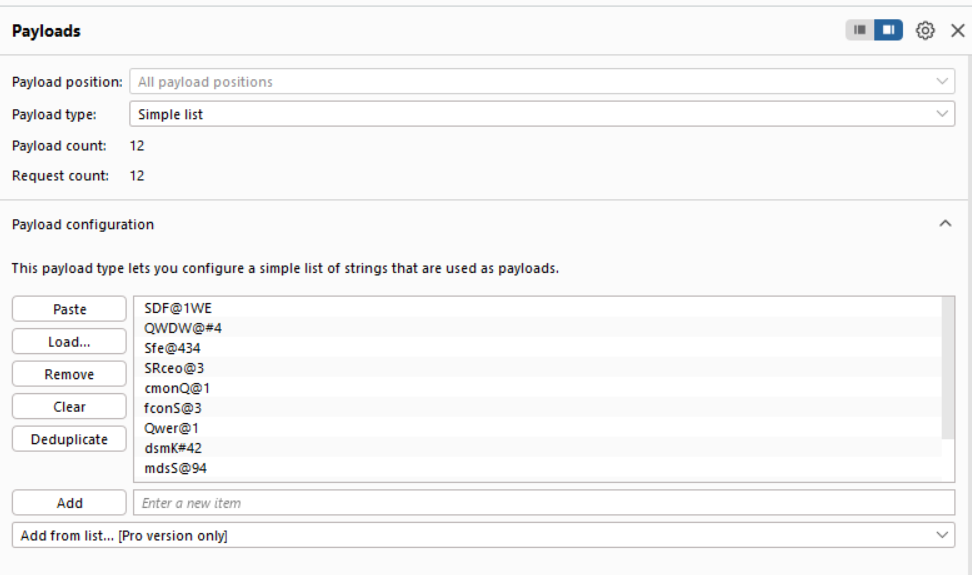 Payloads
Payload position: All payload positions
Payload type: Simple list
Payload count: 12
Request count: 12
Payload configuration
This payload type lets you configure a simple list of strings that are used as payloads.
Paste
Load...
Remove
Clear
Deduplicate
SDF@1WE
QWDW@#4
Sfe@434
SRceo@3
cmonQ@1
fconS@3
Qwer@1
dsmK#42
mdsS@94
Add
Enter a new item
Add from list... [Pro version only]